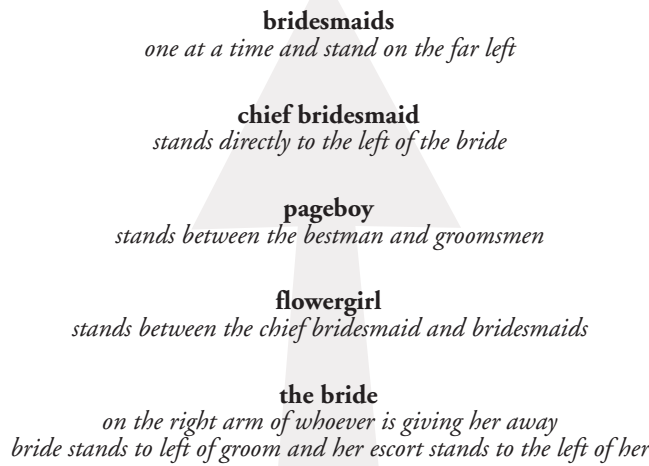 bridesmaids
one at a time and stand on the far left
chief bridesmaid
stands directly to the left of the bride
pageboy
stands between the bestman and groomsmen
flowergirl
stands between the chief bridesmaid and bridesmaids
the bride
on the right arm of whoever is giving her away
bride stands to left of groom and her escort stands to the left of her